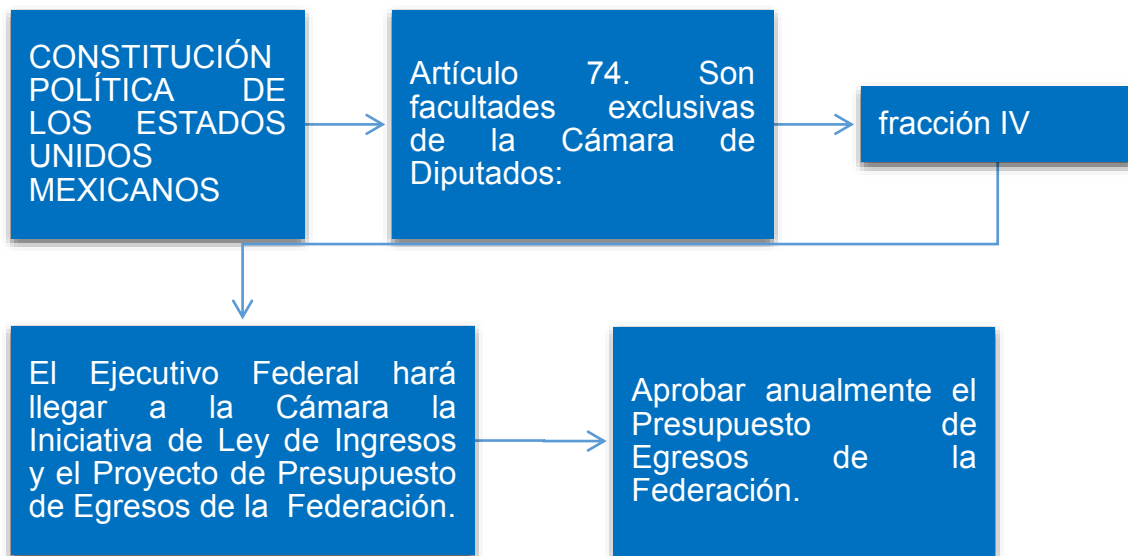 CONSTITUCIÓN
POLÍTICA DE
LOS ESTADOS
UNIDOS
MEXICANOS
Artículo 74. Son
facultades exclusivas
de la Cámara de
Diputados:
fracción IV
El Ejecutivo Federal hará
llegar a la Cámara la
Iniciativa de Ley de Ingresos
y el Proyecto de Presupuesto
de Egresos de la Federación.
Aprobar anualmente el
Presupuesto de
Egresos de la
Federación.